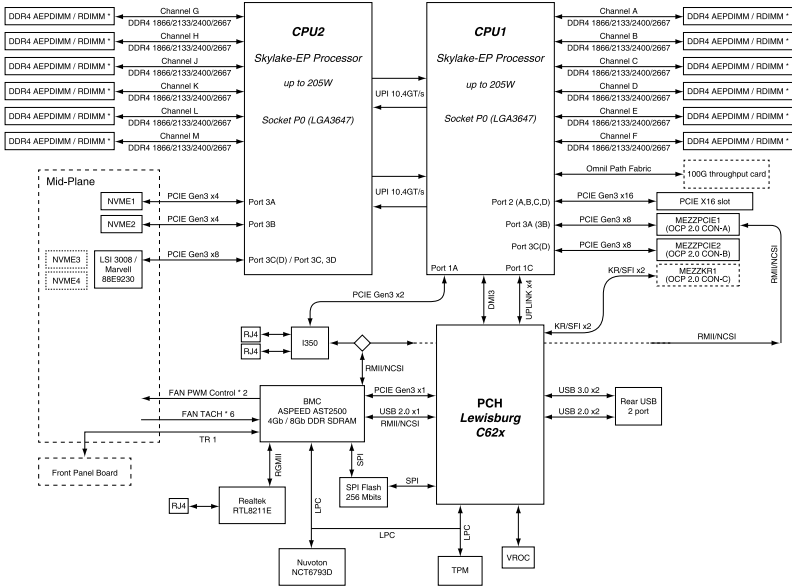 Channel G
DDR4 AEPDIMM / RDIMM *
DDR4 1866/2133/2400/2667
Channel H
DDR4 AEPDIMM / RDIMM *
DDR4 1866/2133/2400/2667
Channel J
DDR4 AEPDIMM / RDIMM *
DDR4 1866/2133/2400/2667
Channel K
DDR4 AEPDIMM / RDIMM *
DDR4 1866/2133/2400/2667
Channel L
DDR4 AEPDIMM / RDIMM *
DDR4 1866/2133/2400/2667
Channel M
DDR4 AEPDIMM / RDIMM *
DDR4 1866/2133/2400/2667
CPU2
Skylake-EP Processor
up to 205W
Socket P0 (LGA3647)
UPI 10.4GT/s
UPI 10.4GT/s
CPU1
Skylake-EP Processor
up to 205W
Socket P0 (LGA3647)
Channel A
DDR4 AEPDIMM / RDIMM *
DDR4 1866/2133/2400/2667
Channel B
DDR4 AEPDIMM / RDIMM *
DDR4 1866/2133/2400/2667
Channel C
DDR4 AEPDIMM / RDIMM *
DDR4 1866/2133/2400/2667
Channel D
DDR4 AEPDIMM / RDIMM *
DDR4 1866/2133/2400/2667
Channel E
DDR4 AEPDIMM / RDIMM *
DDR4 1866/2133/2400/2667
Channel F
DDR4 AEPDIMM / RDIMM *
DDR4 1866/2133/2400/2667
Omnil Path Fabric
100G throughput card
Mid-Plane
NVME1
PCIE Gen3 x4
Port 3A
NVME2
PCIE Gen3 x4
Port 3B
NVME3
NVME4
LSI 3008 /
Marvell
88E9230
PCIE Gen3 x8
Port 3C(D) / Port 3C, 3D
Port 2 (A,B,C,D)
PCIE Gen3 x16
PCIE X16 slot
Port 3A (3B)
PCIE Gen3 x8
MEZZPCIE1
(OCP 2.0 CON-A)
Port 3C(D)
PCIE Gen3 x8
MEZZPCIE2
(OCP 2.0 CON-B)
Port 1A
Port 1C
KR/SFI x2
MEZZKR1
(OCP 2.0 CON-C)
RMII/NCSI
PCIE Gen3 x2
DMI3
UPLINK x4
KR/SFI x2
RJ4
RJ4
I350
RMII/NCSI
RMII/NCSI
FAN PWM Control * 2
FAN TACH * 6
TR 1
BMC
ASPEED AST2500
4Gb / 8Gb DDR SDRAM
PCIE Gen3 x1
USB 2.0 x1
RMII/NCSI
PCH
Lewisburg
C62x
USB 3.0 x2
USB 2.0 x2
Rear USB
2 port
Front Panel Board
RGMII
SPI
SPI Flash
256 Mbits
SPI
RJ4
Realtek
RTL8211E
LPC
LPC
LPC
Nuvoton
NCT6793D
TPM
VROC